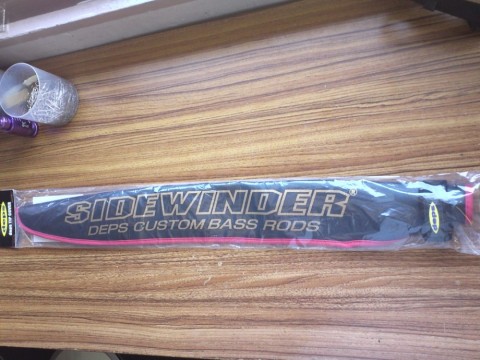 SIDEWINDER®
DEPS CUSTOM BASS RODS